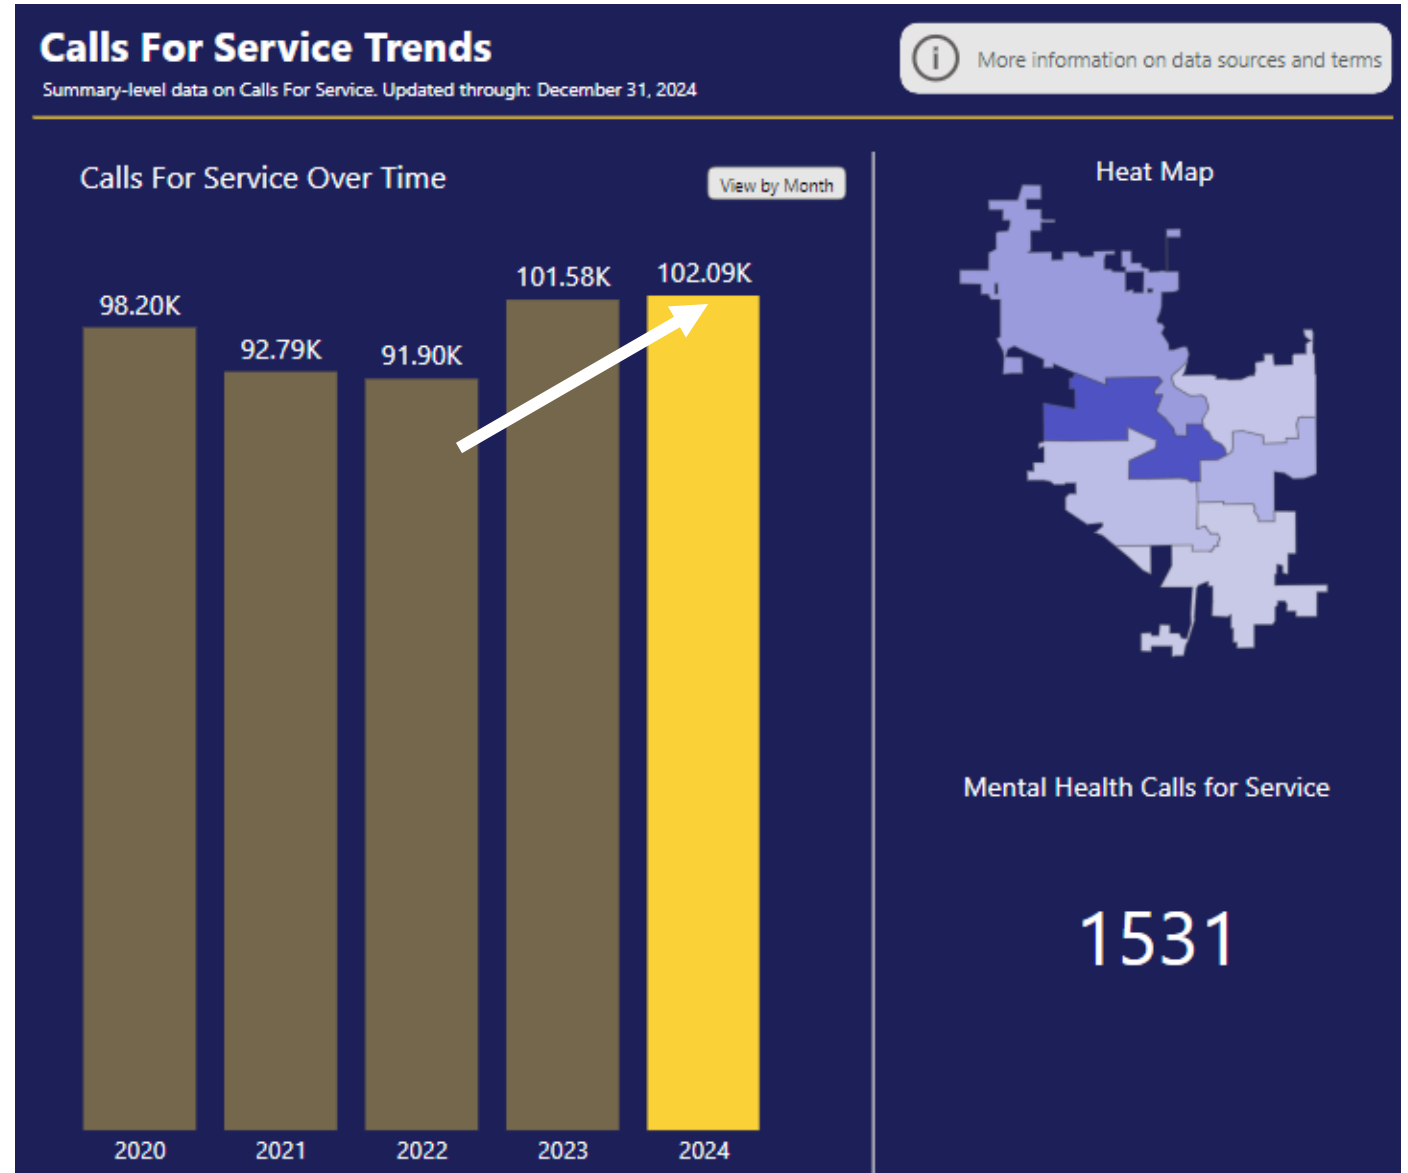 Calls For Service Trends
Summary-level data on Calls For Service. Updated through: December 31, 2024
i
More information on data sources and terms
Calls For Service Over Time
View by Month
98.20K
92.79K
91.90K
101.58K
102.09K
2020
2021
2022
2023
2024
Heat Map
Mental Health Calls for Service
1531